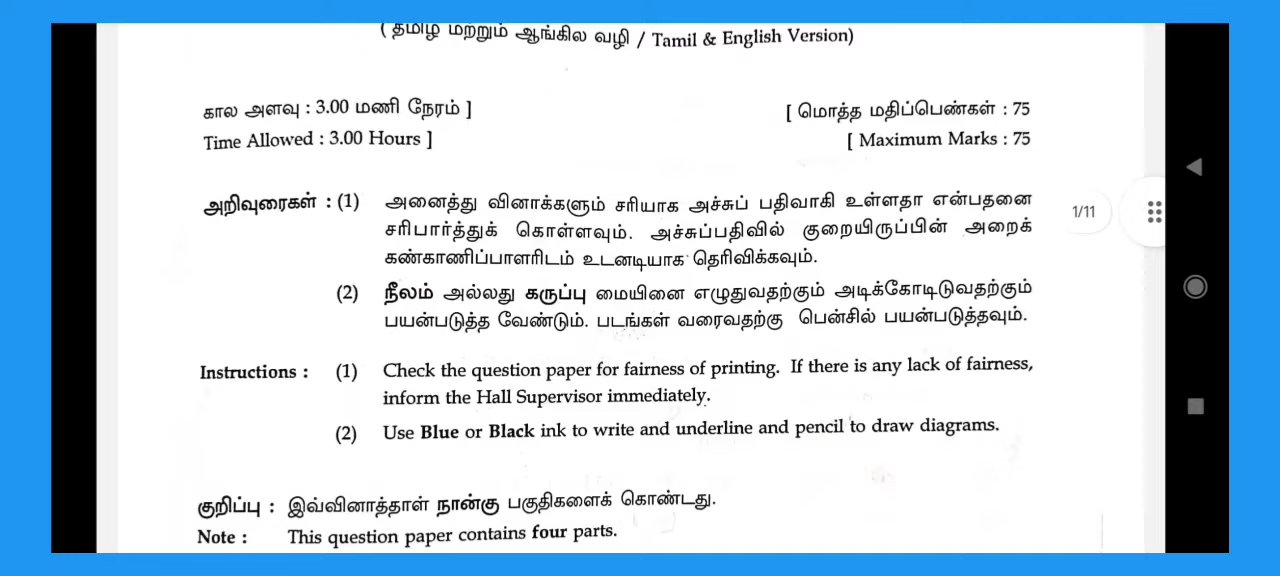 ( தமிழ் மற்றும் ஆங்கில வழி / Tamil & English Version)
கால அளவு : 3.00 மணி நேரம் ]
[ மொத்த மதிப்பெண்கள் : 75
Time Allowed : 3.00 Hours ]
[ Maximum Marks : 75
அறிவுரைகள் : (1) அனைத்து வினாக்களும் சரியாக அச்சுப் பதிவாகி உள்ளதா என்பதனை
சரிபார்த்துக் கொள்ளவும். அச்சுப்பதிவில் குறையிருப்பின் அறைக்
கண்காணிப்பாளரிடம் உடனடியாக தெரிவிக்கவும்.
(2) நீலம் அல்லது கருப்பு மையினை எழுதுவதற்கும் அடிக்கோடிடுவதற்கும்
பயன்படுத்த வேண்டும். படங்கள் வரைவதற்கு பென்சில் பயன்படுத்தவும்.
Instructions : (1) Check the question paper for fairness of printing. If there is any lack of fairness,
inform the Hall Supervisor immediately.
(2) Use Blue or Black ink to write and underline and pencil to draw diagrams.
குறிப்பு : இவ்வினாத்தாள் நான்கு பகுதிகளைக் கொண்டது.
Note : This question paper contains four parts.
1/11